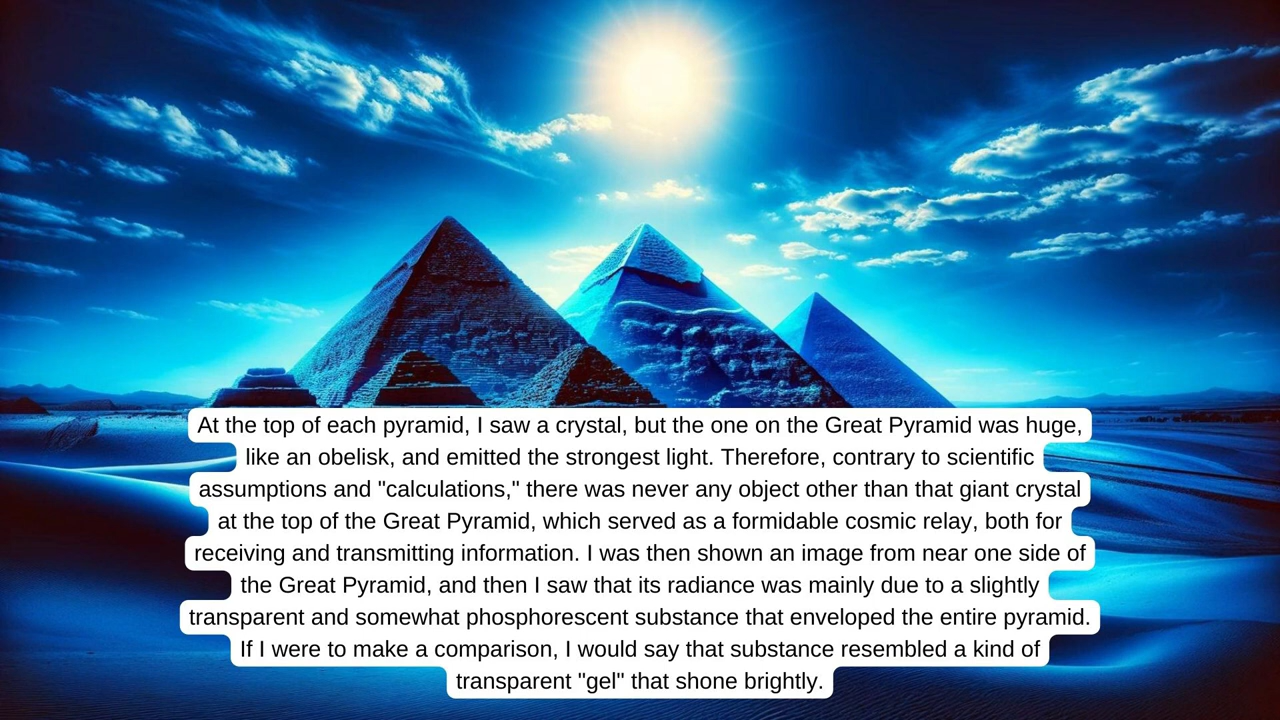 At the top of each pyramid, I saw a crystal, but the one on the Great Pyramid was huge,
like an obelisk, and emitted the strongest light. Therefore, contrary to scientific
assumptions and "calculations," there was never any object other than that giant crystal
at the top of the Great Pyramid, which served as a formidable cosmic relay, both for
receiving and transmitting information. I was then shown an image from near one side of
the Great Pyramid, and then I saw that its radiance was mainly due to a slightly
transparent and somewhat phosphorescent substance that enveloped the entire pyramid.
If I were to make a comparison, I would say that substance resembled a kind of
transparent "gel" that shone brightly.